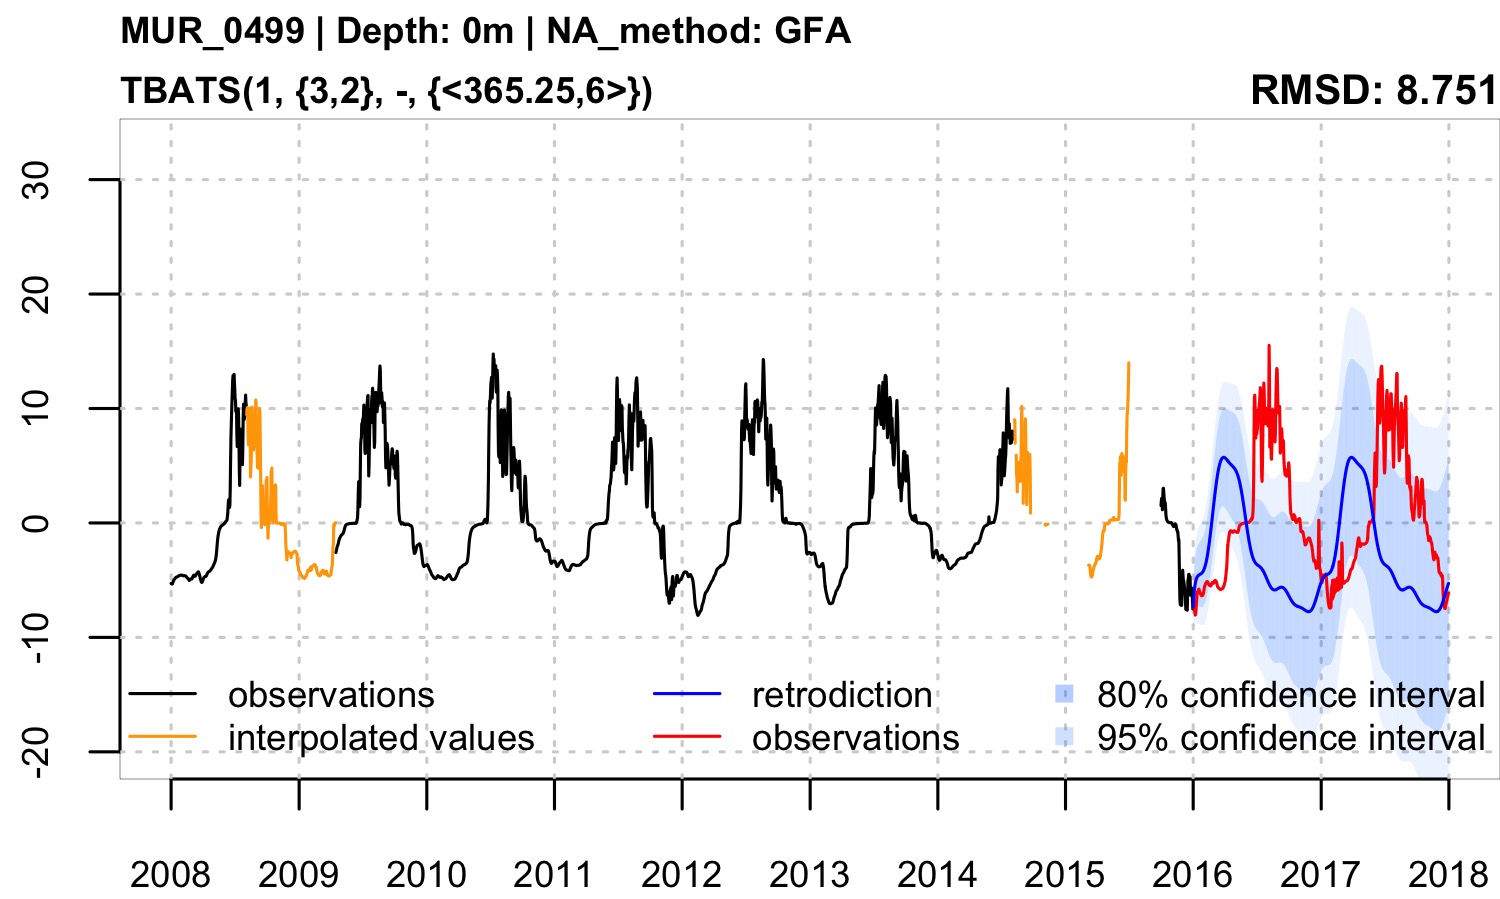 MUR_0499 | Depth: 0m | NA_method: GFA
TBATS(1, {3,2}, -, {<365.25,6>})
RMSD: 8.751
30
20
10
0
-10
-20
observations
interpolated values
retrodiction
observations
80% confidence interval
95% confidence interval
2008 2009 2010 2011 2012 2013 2014 2015 2016 2017 2018